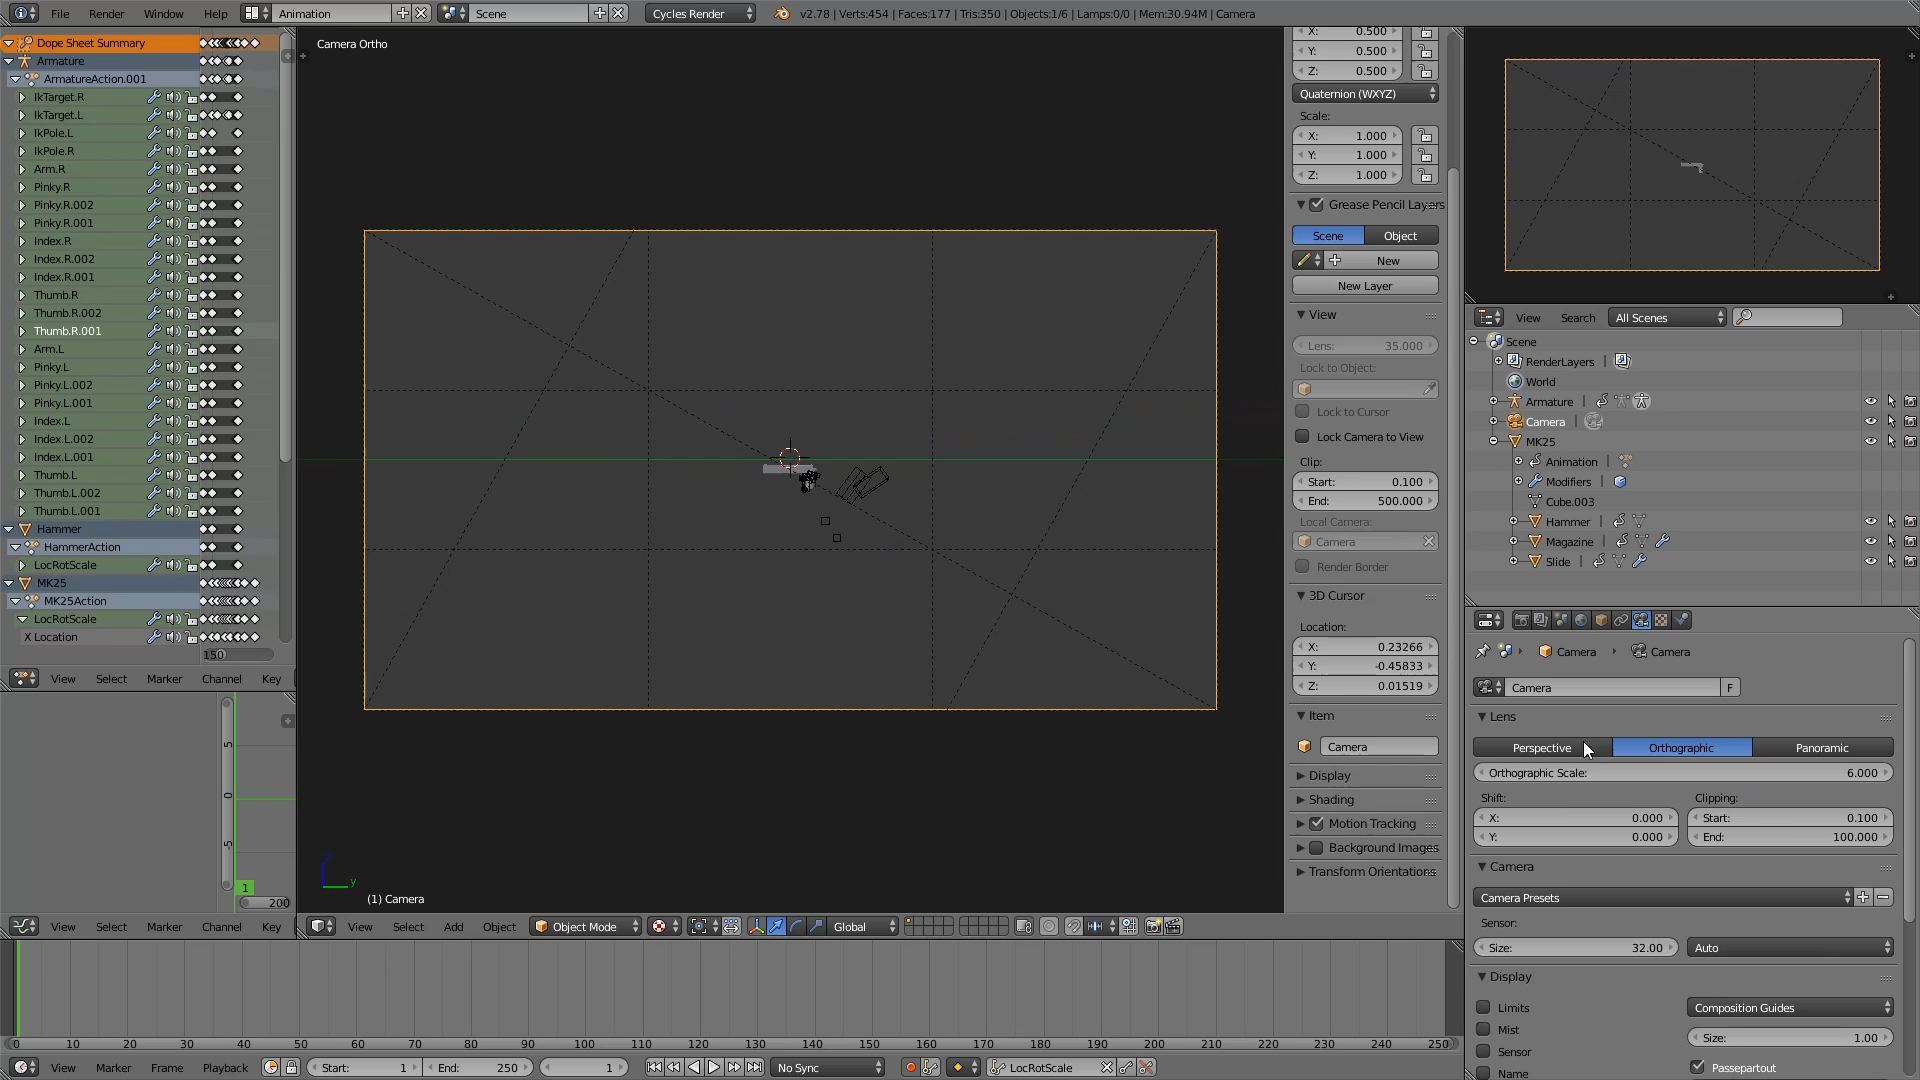 File Render Window Help Animation Scene Cycles Render v2.78 | Verts:454 | Faces:177 | Tris:350 | Objects:1/6 | Lamps:0/0 | Mem:30.94M | Camera
Dope Sheet Summary
Armature
ArmatureAction.001
IkTarget.R
IkTarget.L
IkPole.L
IkPole.R
Arm.R
Pinky.R
Pinky.R.002
Pinky.R.001
Index.R
Index.R.002
Index.R.001
Thumb.R
Thumb.R.002
Thumb.R.001
Arm.L
Pinky.L
Pinky.L.002
Pinky.L.001
Index.L
Index.L.002
Index.L.001
Thumb.L
Thumb.L.002
Thumb.L.001
Hammer
HammerAction
LocRotScale
MK25
MK25Action
LocRotScale
X Location
150
View Select Marker Channel Key
5
0
-5
1
200
View Select Marker Channel Key
Camera Ortho
y
(1) Camera
View Select Add Object Object Mode Global
X: 0.500
Y: 0.500
Z: 0.500
Quaternion (WXYZ)
Scale:
X: 1.000
Y: 1.000
Z: 1.000
Grease Pencil Layers
Scene Object
New
New Layer
View
Lens: 35.000
Lock to Object:
Lock to Cursor
Lock Camera to View
Clip:
Start: 0.100
End: 500.000
Local Camera:
Camera
Render Border
3D Cursor
Location:
X: 0.23266
Y: -0.45833
Z: 0.01519
Item
Camera
Display
Shading
Motion Tracking
Background Images
Transform Orientations
View Search All Scenes
Scene
RenderLayers
World
Armature
Camera
MK25
Animation
Modifiers
Cube.003
Hammer
Magazine
Slide
Camera Camera
Camera F
Lens
Perspective Orthographic Panoramic
Orthographic Scale: 6.000
Shift: Clipping:
X: 0.000 Start: 0.100
Y: 0.000 End: 100.000
Camera
Camera Presets
Sensor:
Size: 32.00 Auto
Display
Limits Composition Guides
Mist
Size: 1.00
Sensor
Passepartout
Name
0 10 20 30 40 50 60 70 80 90 100 110 120 130 140 150 160 170 180 190 200 210 220 230 240 250
View Marker Frame Playback Start: 1 End: 250 1 No Sync LocRotScale